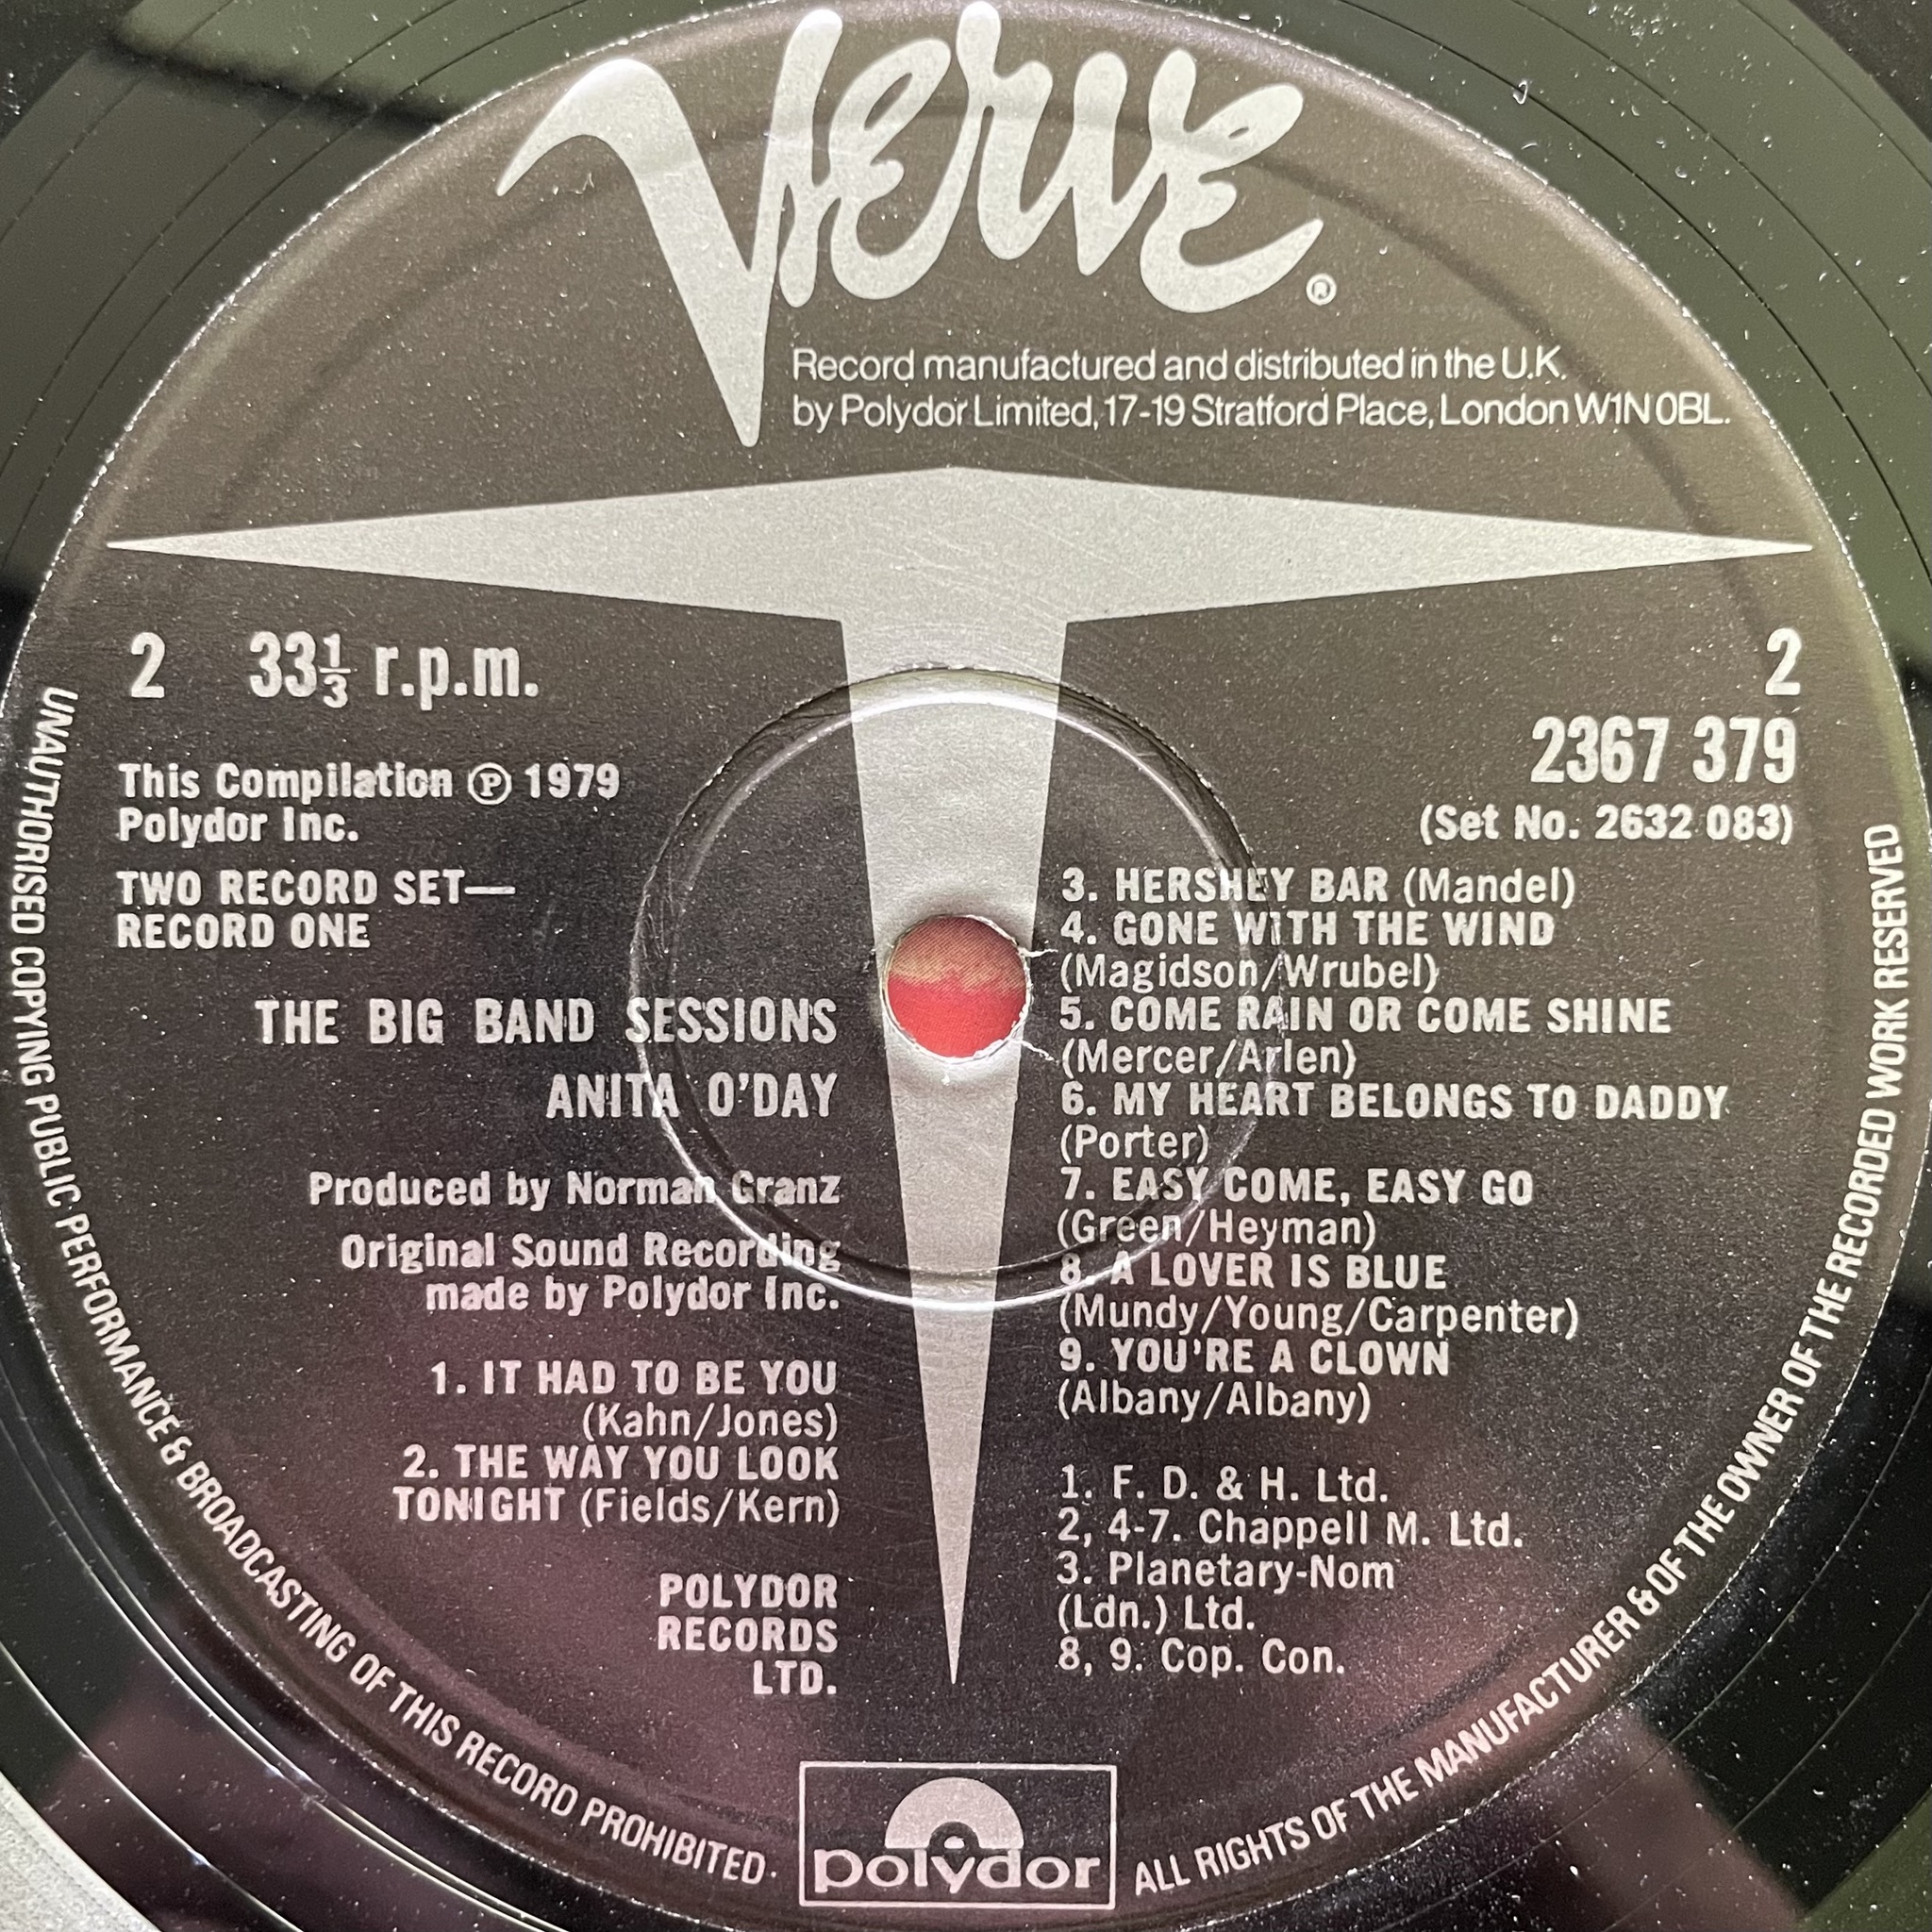 Verve®
Record manufactured and distributed in the U.K.
by Polydor Limited, 17-19 Stratford Place, London W1N 0BL.
2 33⅓ r.p.m.
This Compilation ℗ 1979
Polydor Inc.
TWO RECORD SET—
RECORD ONE
THE BIG BAND SESSIONS
ANITA O'DAY
Produced by Norman Granz
Original Sound Recording
made by Polydor Inc.
1. IT HAD TO BE YOU
(Kahn/Jones)
2. THE WAY YOU LOOK
TONIGHT (Fields/Kern)
POLYDOR
RECORDS
LTD.
2
2367 379
(Set No. 2632 083)
3. HERSHEY BAR (Mandel)
4. GONE WITH THE WIND
(Magidson/Wrubel)
5. COME RAIN OR COME SHINE
(Mercer/Arlen)
6. MY HEART BELONGS TO DADDY
(Porter)
7. EASY COME, EASY GO
(Green/Heyman)
8. A LOVER IS BLUE
(Mundy/Young/Carpenter)
9. YOU'RE A CLOWN
(Albany/Albany)
1. F. D. & H. Ltd.
2, 4-7. Chappell M. Ltd.
3. Planetary-Nom
(Ldn.) Ltd.
8, 9. Cop. Con.
polydor
UNAUTHORISED COPYING PUBLIC PERFORMANCE & BROADCASTING OF THIS RECORD PROHIBITED · ALL RIGHTS OF THE MANUFACTURER & OF THE OWNER OF THE RECORDED WORK RESERVED